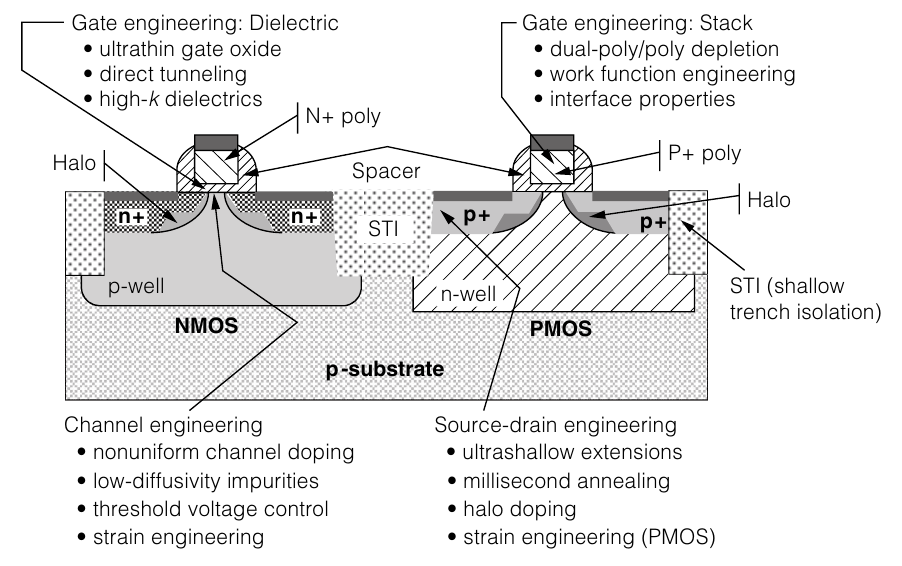 Gate engineering: Dielectric
• ultrathin gate oxide
• direct tunneling
• high-k dielectrics
Gate engineering: Stack
• dual-poly/poly depletion
• work function engineering
• interface properties
N+ poly
P+ poly
Halo
Spacer
Halo
n+
n+
STI
p+
p+
p-well
n-well
STI (shallow
trench isolation)
NMOS
PMOS
p-substrate
Channel engineering
• nonuniform channel doping
• low-diffusivity impurities
• threshold voltage control
• strain engineering
Source-drain engineering
• ultrashallow extensions
• millisecond annealing
• halo doping
• strain engineering (PMOS)